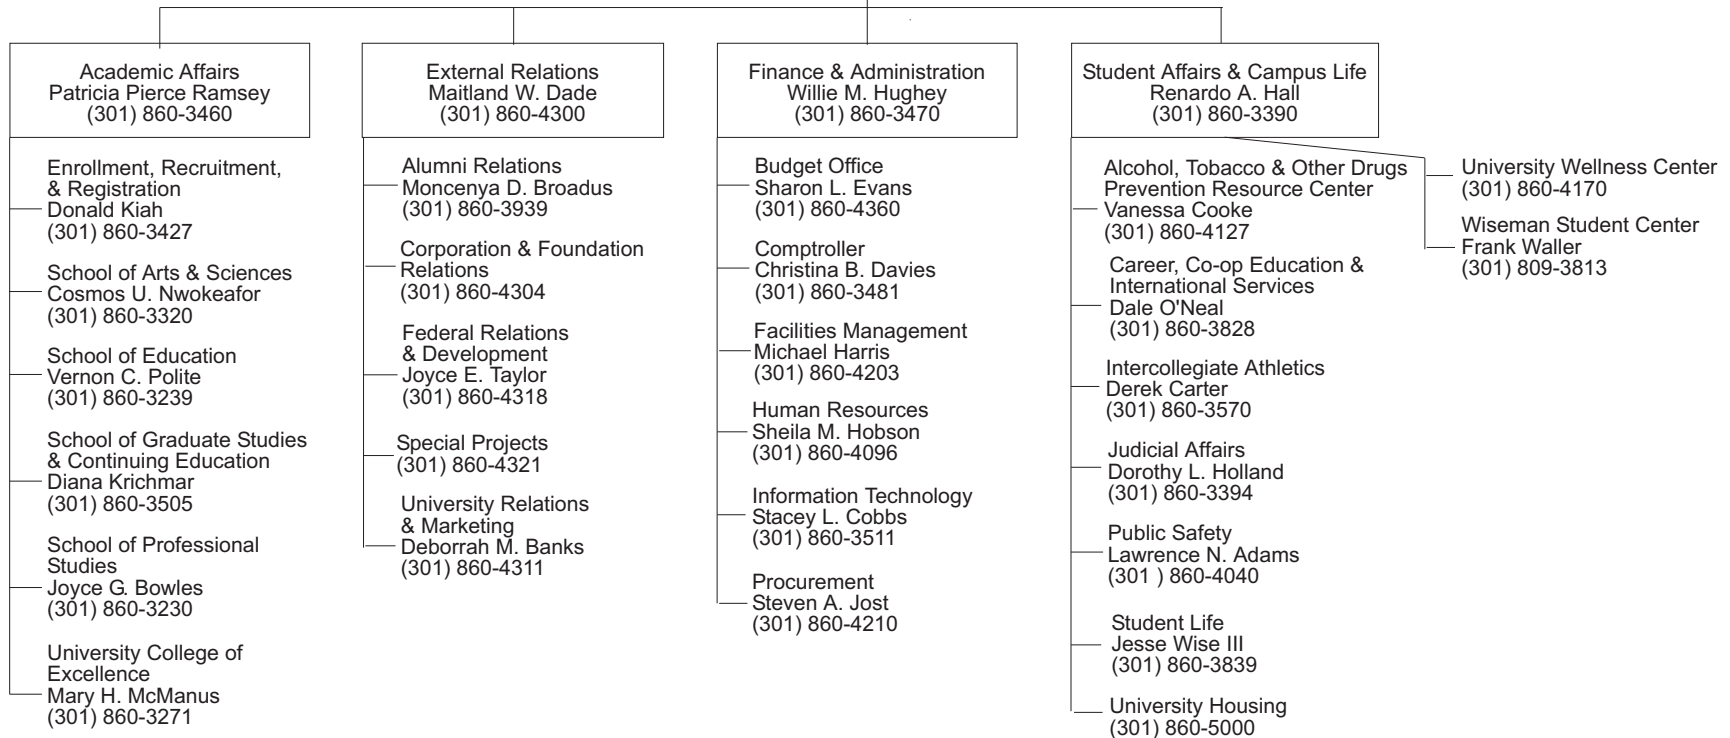 Academic Affairs
Patricia Pierce Ramsey
(301) 860-3460
Enrollment, Recruitment,
& Registration
Donald Kiah
(301) 860-3427
School of Arts & Sciences
Cosmos U. Nwokeafor
(301) 860-3320
School of Education
Vernon C. Polite
(301) 860-3239
School of Graduate Studies
& Continuing Education
Diana Krichmar
(301) 860-3505
School of Professional
Studies
Joyce G. Bowles
(301) 860-3230
University College of
Excellence
Mary H. McManus
(301) 860-3271
External Relations
Maitland W. Dade
(301) 860-4300
Alumni Relations
Moncenya D. Broadus
(301) 860-3939
Corporation & Foundation
Relations
(301) 860-4304
Federal Relations
& Development
Joyce E. Taylor
(301) 860-4318
Special Projects
(301) 860-4321
University Relations
& Marketing
Deborrah M. Banks
(301) 860-4311
Finance & Administration
Willie M. Hughey
(301) 860-3470
Budget Office
Sharon L. Evans
(301) 860-4360
Comptroller
Christina B. Davies
(301) 860-3481
Facilities Management
Michael Harris
(301) 860-4203
Human Resources
Sheila M. Hobson
(301) 860-4096
Information Technology
Stacey L. Cobbs
(301) 860-3511
Procurement
Steven A. Jost
(301) 860-4210
Student Affairs & Campus Life
Renardo A. Hall
(301) 860-3390
Alcohol, Tobacco & Other Drugs
Prevention Resource Center
Vanessa Cooke
(301) 860-4127
Career, Co-op Education &
International Services
Dale O'Neal
(301) 860-3828
Intercollegiate Athletics
Derek Carter
(301) 860-3570
Judicial Affairs
Dorothy L. Holland
(301) 860-3394
Public Safety
Lawrence N. Adams
(301 ) 860-4040
Student Life
Jesse Wise III
(301) 860-3839
University Housing
(301) 860-5000
University Wellness Center
(301) 860-4170
Wiseman Student Center
Frank Waller
(301) 809-3813